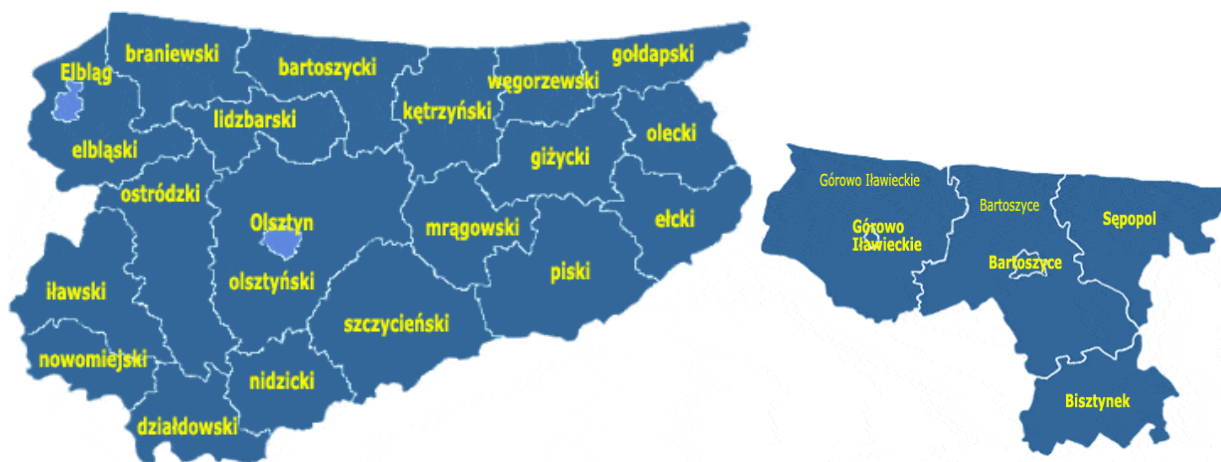 braniewski
gołdapski
Elbląg
bartoszycki
węgorzewski
kętrzyński
lidzbarski
olecki
elbląski
giżycki
ostródzki
Olsztyn
mrągowski
ełcki
piski
olsztyński
iławski
szczycieński
nowomiejski
nidzicki
działdowski
Górowo Iławieckie
Bartoszyce
Sępopol
Górowo
Iławieckie
Bartoszyce
Bisztynek